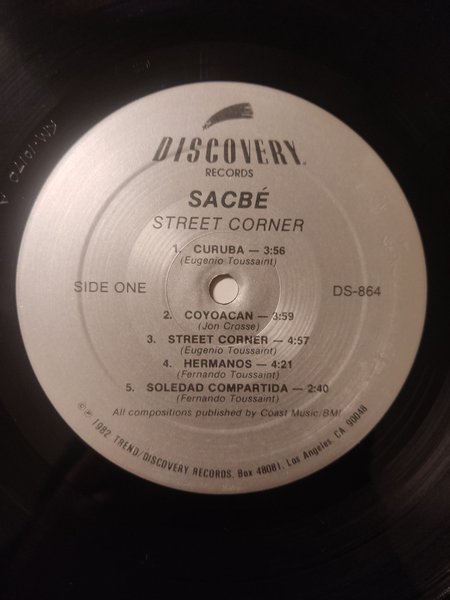 DISCOVERY
RECORDS
SACBÉ
STREET CORNER
1. CURUBA — 3:56
(Eugenio Toussaint)
SIDE ONE
DS-864
2. COYOACAN — 3:59
(Jon Crosse)
3. STREET CORNER — 4:57
(Eugenio Toussaint)
4. HERMANOS — 4:21
(Fernando Toussaint)
5. SOLEDAD COMPARTIDA — 2:40
(Fernando Toussaint)
All compositions published by Coast Music/BMI
©℗ 1982 TREND/DISCOVERY RECORDS, Box 48081, Los Angeles, CA 90048